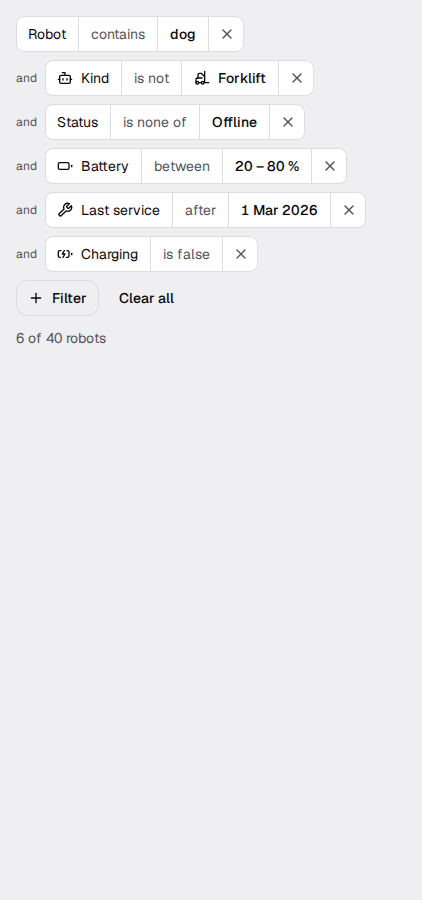 Robot contains dog
and Kind is not Forklift
and Status is none of Offline
and Battery between 20 – 80 %
and Last service after 1 Mar 2026
and Charging is false
Filter Clear all
6 of 40 robots